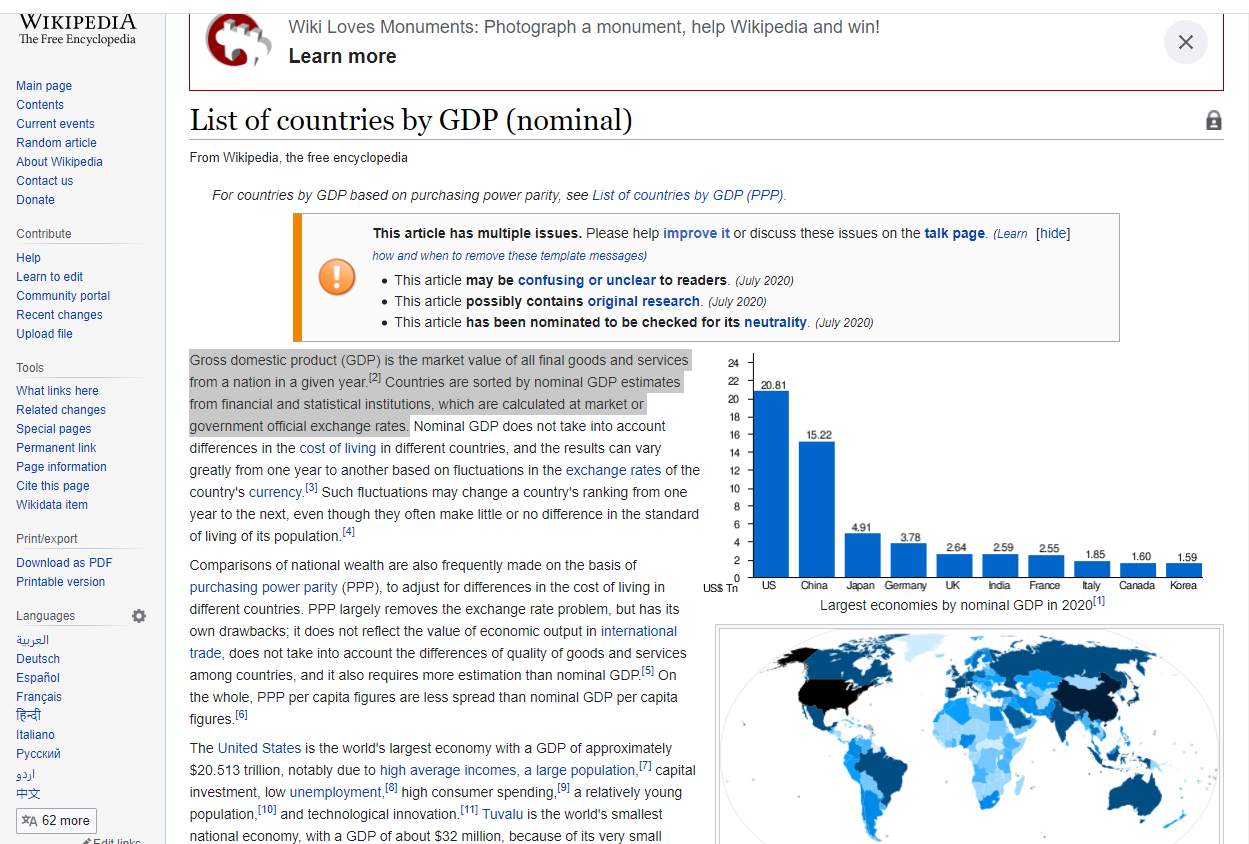 WIKIPEDIA
The Free Encyclopedia
Main page
Contents
Current events
Random article
About Wikipedia
Contact us
Donate
Contribute
Help
Learn to edit
Community portal
Recent changes
Upload file
Tools
What links here
Related changes
Special pages
Permanent link
Page information
Cite this page
Wikidata item
Print/export
Download as PDF
Printable version
Languages
العربية
Deutsch
Español
Français
हिन्दी
Italiano
Русский
اردو
中文
62 more
Edit links
Wiki Loves Monuments: Photograph a monument, help Wikipedia and win!
Learn more
List of countries by GDP (nominal)
From Wikipedia, the free encyclopedia
For countries by GDP based on purchasing power parity, see List of countries by GDP (PPP).
This article has multiple issues. Please help improve it or discuss these issues on the talk page. (Learn [hide]
how and when to remove these template messages)
• This article may be confusing or unclear to readers. (July 2020)
• This article possibly contains original research. (July 2020)
• This article has been nominated to be checked for its neutrality. (July 2020)
Gross domestic product (GDP) is the market value of all final goods and services
from a nation in a given year.[2] Countries are sorted by nominal GDP estimates
from financial and statistical institutions, which are calculated at market or
government official exchange rates. Nominal GDP does not take into account
differences in the cost of living in different countries, and the results can vary
greatly from one year to another based on fluctuations in the exchange rates of the
country's currency.[3] Such fluctuations may change a country's ranking from one
year to the next, even though they often make little or no difference in the standard
of living of its population.[4]
Comparisons of national wealth are also frequently made on the basis of
purchasing power parity (PPP), to adjust for differences in the cost of living in
different countries. PPP largely removes the exchange rate problem, but has its
own drawbacks; it does not reflect the value of economic output in international
trade, does not take into account the differences of quality of goods and services
among countries, and it also requires more estimation than nominal GDP.[5] On
the whole, PPP per capita figures are less spread than nominal GDP per capita
figures.[6]
The United States is the world's largest economy with a GDP of approximately
$20.513 trillion, notably due to high average incomes, a large population,[7] capital
investment, low unemployment,[8] high consumer spending,[9] a relatively young
population,[10] and technological innovation.[11] Tuvalu is the world's smallest
national economy, with a GDP of about $32 million, because of its very small
24
22
20
18
16
14
12
10
8
6
4
2
0
US$ Tn
20.81
15.22
4.91
3.78
2.64
2.59
2.55
1.85
1.60
1.59
US China Japan Germany UK India France Italy Canada Korea
Largest economies by nominal GDP in 2020[1]